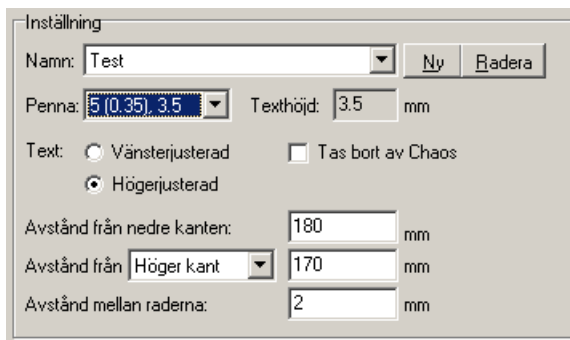 Inställning
Namn: Test Ny Radera
Penna: 5 (0.35), 3.5 Texthöjd: 3.5 mm
Text: Vänsterjusterad Tas bort av Chaos
Högerjusterad
Avstånd från nedre kanten: 180 mm
Avstånd från Höger kant 170 mm
Avstånd mellan raderna: 2 mm